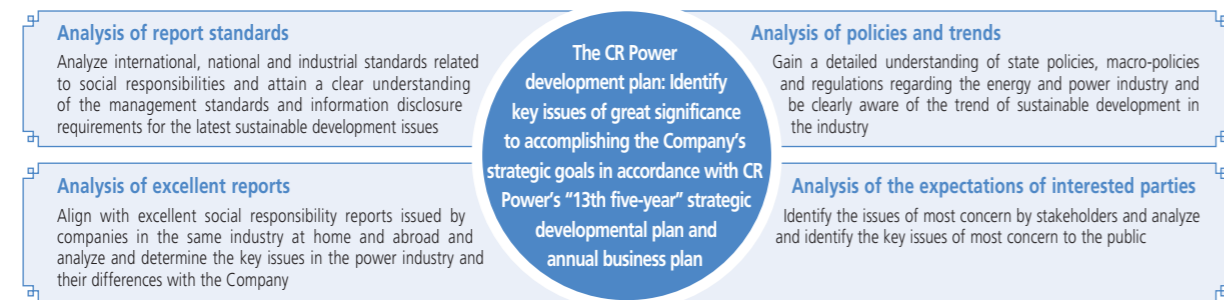 Analysis of report standards
Analyze international, national and industrial standards related
to social responsibilities and attain a clear understanding
of the management standards and information disclosure
requirements for the latest sustainable development issues
Analysis of excellent reports
Align with excellent social responsibility reports issued by
companies in the same industry at home and abroad and
analyze and determine the key issues in the power industry and
their differences with the Company
The CR Power
development plan: Identify
key issues of great significance
to accomplishing the Company's
strategic goals in accordance with CR
Power's “13th five-year” strategic
developmental plan and
annual business plan
Analysis of policies and trends
Gain a detailed understanding of state policies, macro-policies
and regulations regarding the energy and power industry and
be clearly aware of the trend of sustainable development in
the industry
Analysis of the expectations of interested parties
Identify the issues of most concern by stakeholders and analyze
and identify the key issues of most concern to the public